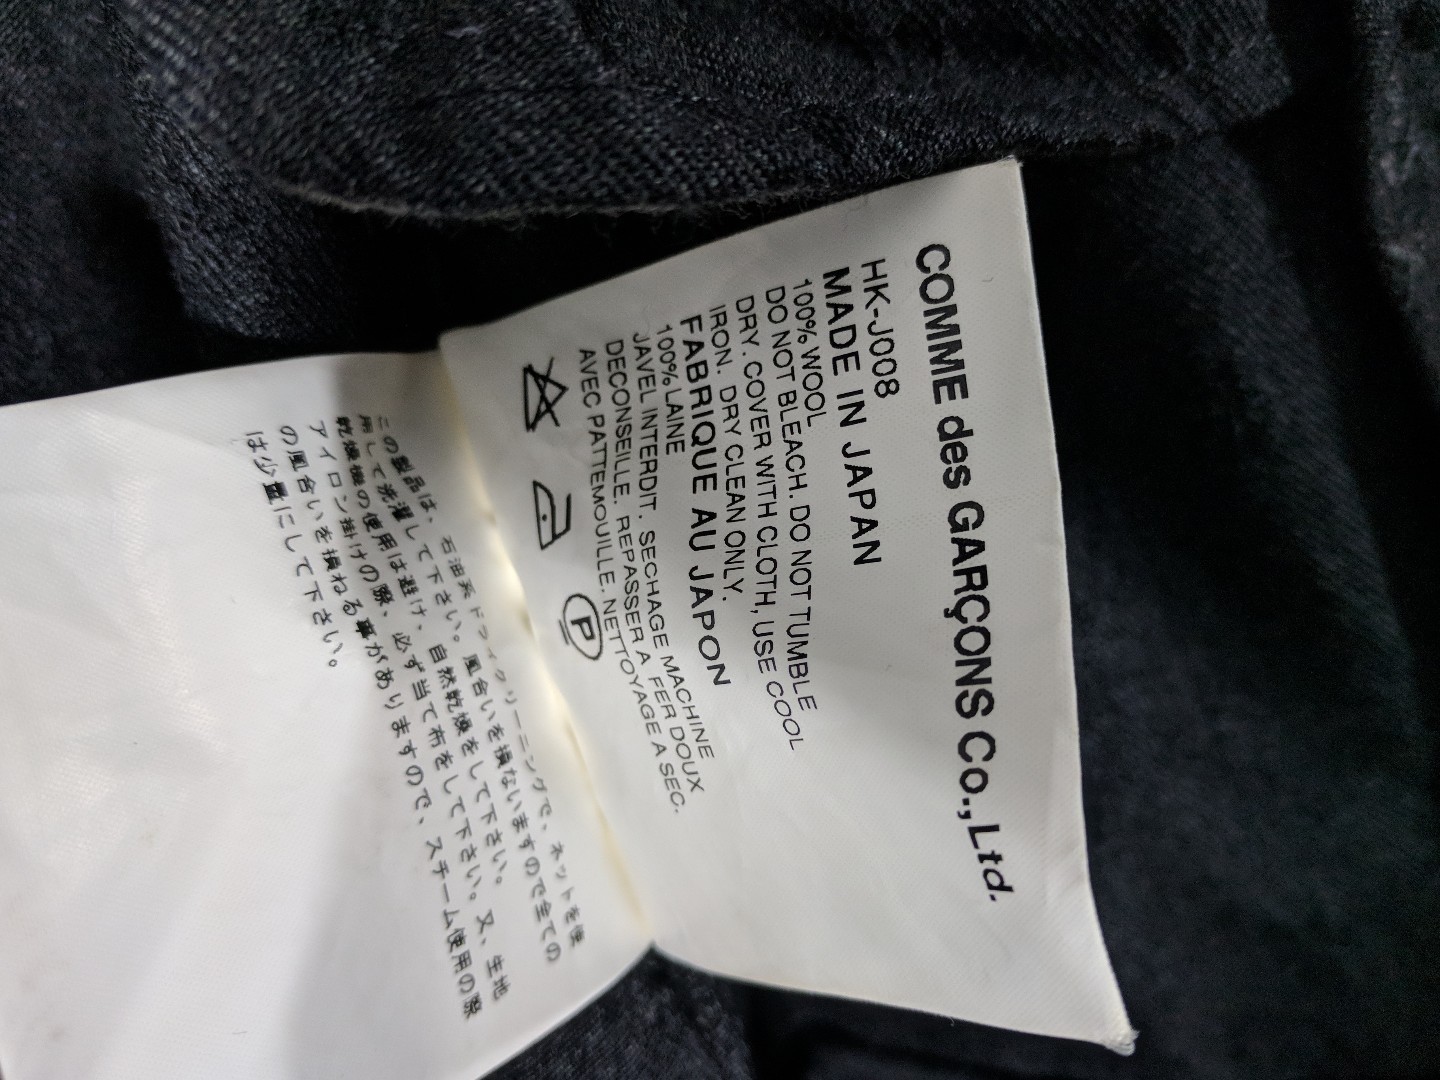 COMME des GARÇONS Co.,Ltd.
HK-J008
MADE IN JAPAN
100% WOOL
DO NOT BLEACH. DO NOT TUMBLE
DRY. COVER WITH CLOTH, USE COOL
IRON. DRY CLEAN ONLY.
FABRIQUE AU JAPON
100% LAINE
JAVEL INTERDIT. SECHAGE MACHINE
DECONSEILLE. REPASSER A FER DOUX
AVEC PATTEMOUILLE. NETTOYAGE A SEC.
P
この製品は、石油系ドライクリーニングで、ネットを使
用して洗濯して下さい。風合いを損ないますので全ての
乾燥機の使用は避け、自然乾燥をして下さい。又、生地
アイロン掛けの際、必ず当て布をして下さい。
の風合いを損ねる事がありますので、スチーム使用の際
は少量にして下さい。